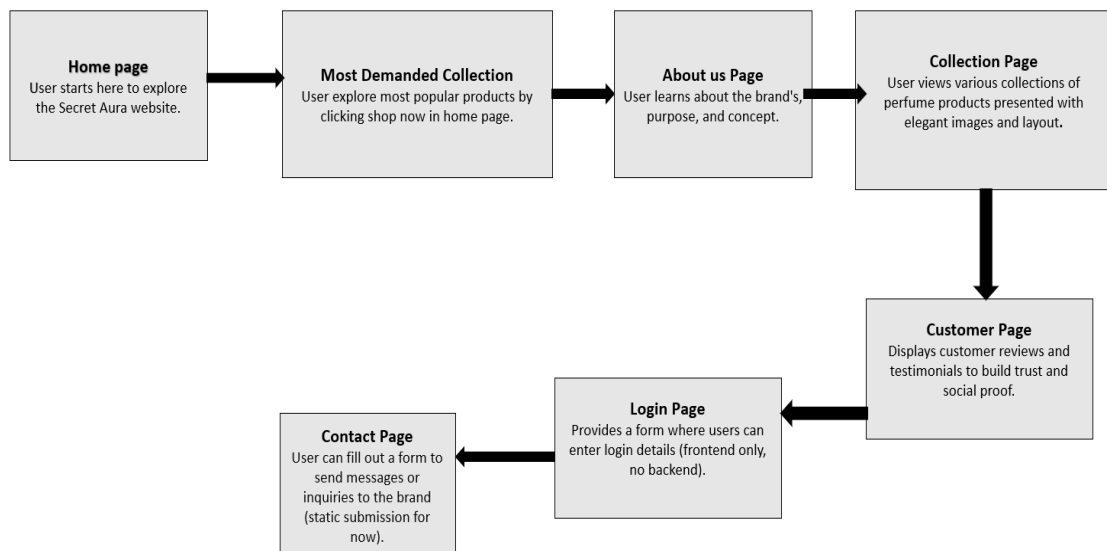 Home page
User starts here to explore
the Secret Aura website.
Most Demanded Collection
User explore most popular products by
clicking shop now in home page.
About us Page
User learns about the brand's,
purpose, and concept.
Collection Page
User views various collections of
perfume products presented with
elegant images and layout.
Customer Page
Displays customer reviews and
testimonials to build trust and
social proof.
Login Page
Provides a form where users can
enter login details (frontend only,
no backend).
Contact Page
User can fill out a form to
send messages or
inquiries to the brand
(static submission for
now).